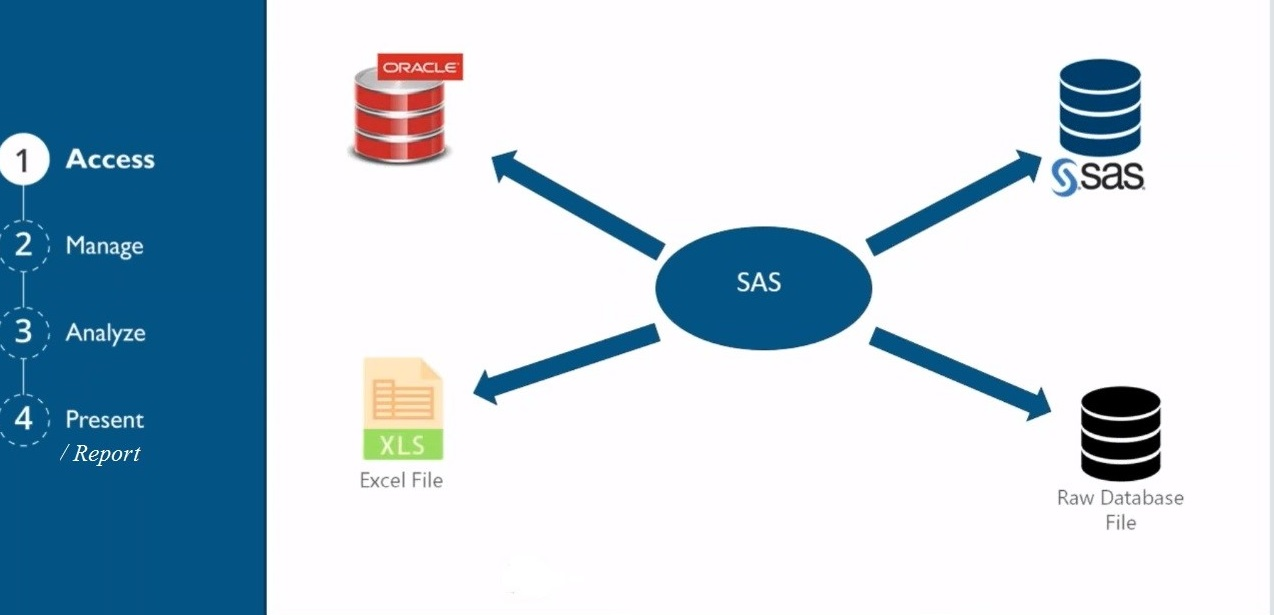 1 Access
2 Manage
3 Analyze
4 Present
/ Report
ORACLE
sas
SAS
XLS
Excel File
Raw Database
File